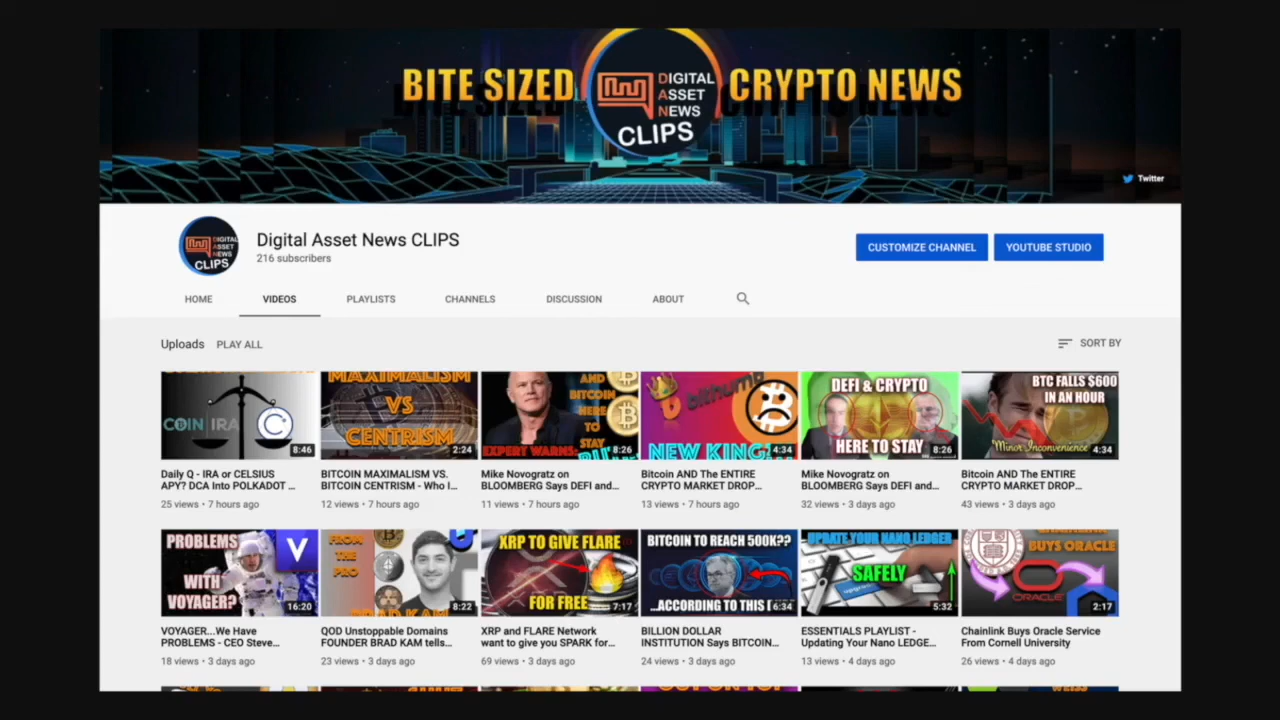 BITE SIZED
DIGITAL
ASSET
NEWS
CLIPS
CRYPTO NEWS
Twitter
DIGITAL
ASSET
NEWS
CLIPS
Digital Asset News CLIPS
216 subscribers
CUSTOMIZE CHANNEL
YOUTUBE STUDIO
HOME
VIDEOS
PLAYLISTS
CHANNELS
DISCUSSION
ABOUT
Uploads
PLAY ALL
SORT BY
COIN IRA
8:46
Daily Q - IRA or CELSIUS
APY? DCA Into POLKADOT ...
25 views • 7 hours ago
MAXIMALISM
VS
CENTRISM
2:24
BITCOIN MAXIMALISM VS.
BITCOIN CENTRISM - Who I...
12 views • 7 hours ago
AND
BITCOIN
HERE
TO
STAY
EXPERT WARNS:
8:26
Mike Novogratz on
BLOOMBERG Says DEFI and...
11 views • 7 hours ago
bithumb
NEW KING?
4:34
Bitcoin AND The ENTIRE
CRYPTO MARKET DROP...
13 views • 7 hours ago
DEFI & CRYPTO
HERE TO STAY
8:26
Mike Novogratz on
BLOOMBERG Says DEFI and...
32 views • 3 days ago
BTC FALLS $600
IN AN HOUR
"Minor Inconvenience"
4:34
Bitcoin AND The ENTIRE
CRYPTO MARKET DROP...
43 views • 3 days ago
PROBLEMS
WITH
VOYAGER?
16:20
VOYAGER...We Have
PROBLEMS - CEO Steve...
18 views • 3 days ago
FROM
THE
PRO
BRAD KAM
8:22
QOD Unstoppable Domains
FOUNDER BRAD KAM tells...
23 views • 3 days ago
XRP TO GIVE FLARE
FOR FREE
7:17
XRP and FLARE Network
want to give you SPARK for...
69 views • 3 days ago
BITCOIN TO REACH 500K??
...ACCORDING TO THIS
6:34
BILLION DOLLAR
INSTITUTION Says BITCOIN...
24 views • 3 days ago
UPDATE YOUR NANO LEDGER
SAFELY
5:32
ESSENTIALS PLAYLIST -
Updating Your Nano LEDGE...
13 views • 4 days ago
CHAINLINK
BUYS ORACLE
ORACLE
2:17
Chainlink Buys Oracle Service
From Cornell University
26 views • 4 days ago